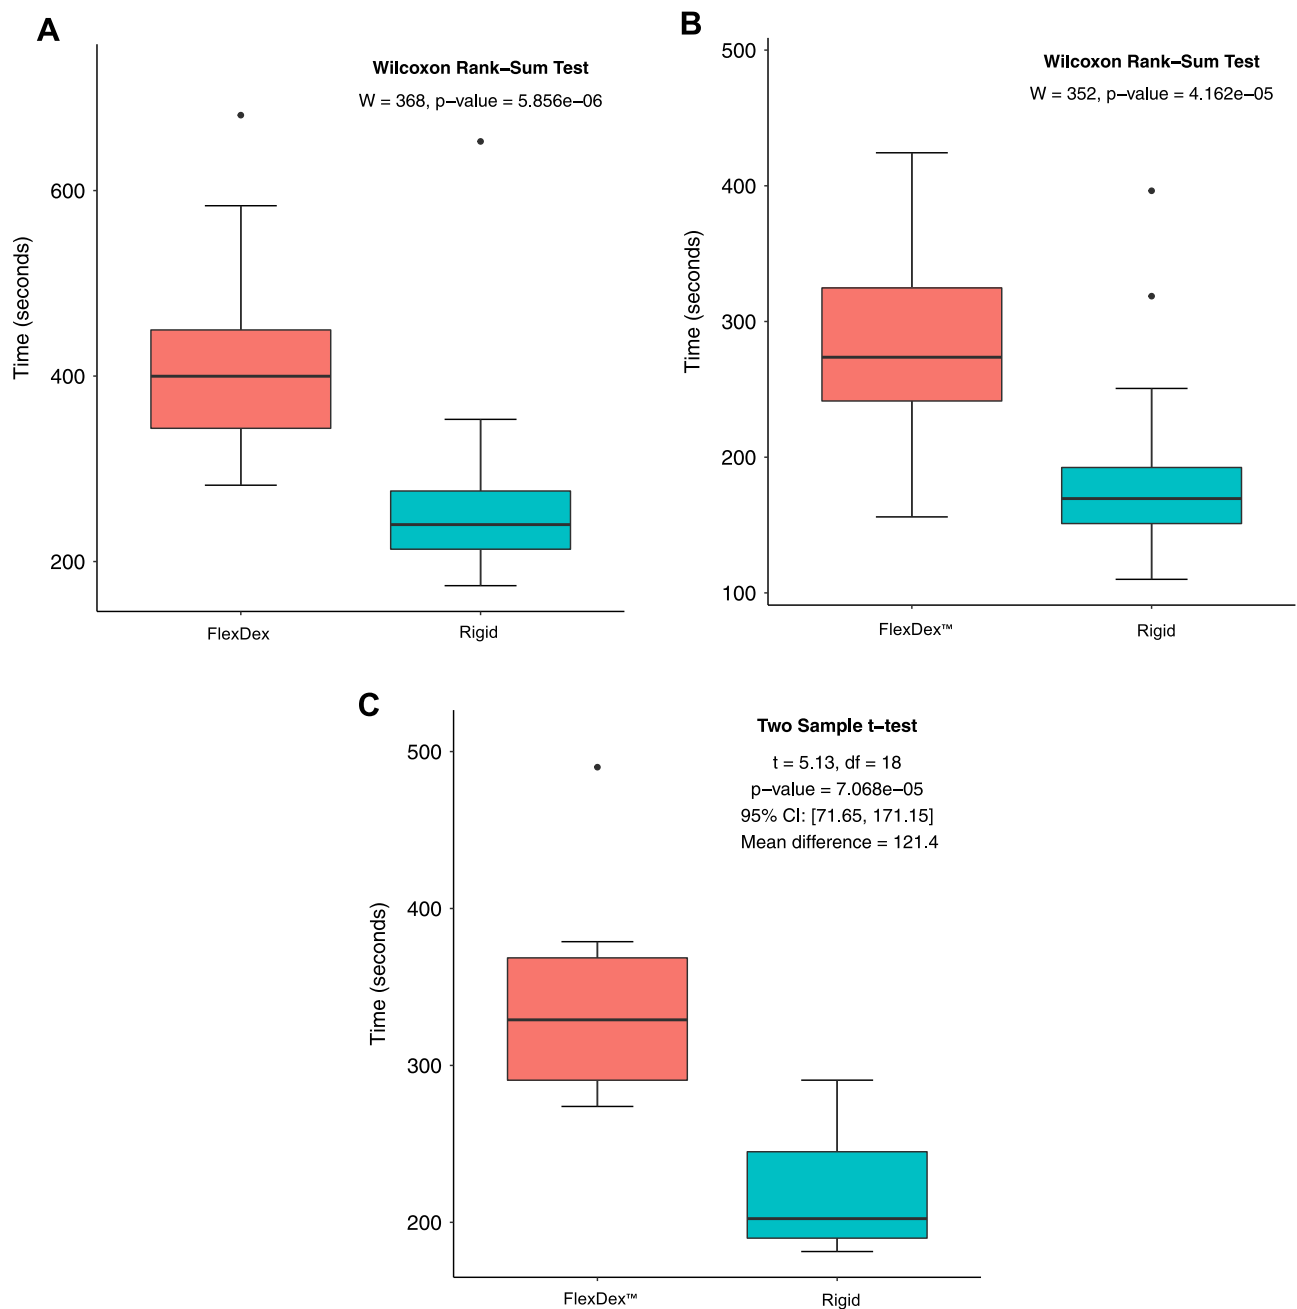 A
Wilcoxon Rank–Sum Test
W = 368, p–value = 5.856e–06
Time (seconds)
600
400
200
FlexDex
Rigid
B
Wilcoxon Rank–Sum Test
W = 352, p–value = 4.162e–05
Time (seconds)
500
400
300
200
100
FlexDex™
Rigid
C
Two Sample t–test
t = 5.13, df = 18
p–value = 7.068e–05
95% CI: [71.65, 171.15]
Mean difference = 121.4
Time (seconds)
500
400
300
200
FlexDex™
Rigid